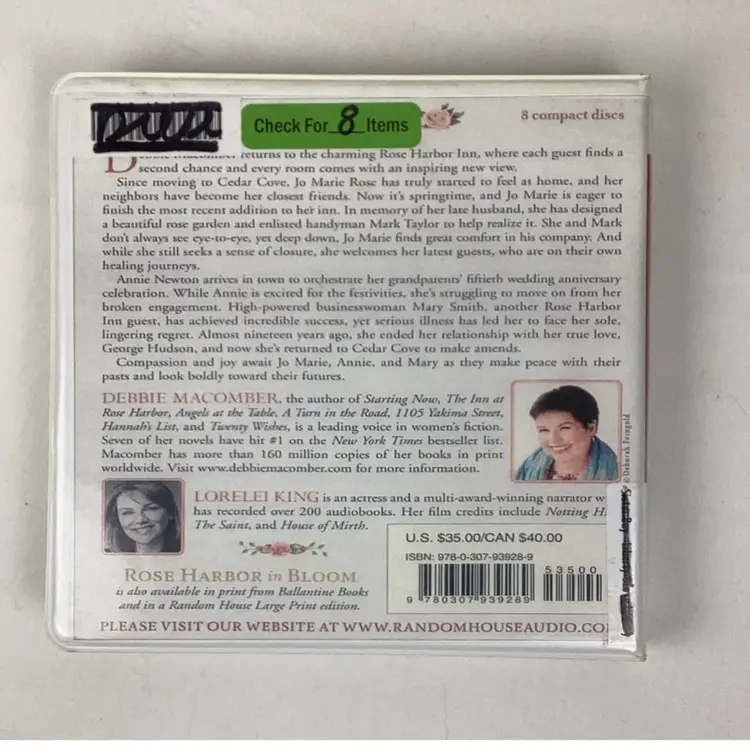 Check For 8 Items
8 compact discs
returns to the charming Rose Harbor Inn, where each guest finds a
second chance and every room comes with an inspiring new view.
Since moving to Cedar Cove, Jo Marie Rose has truly started to feel at home, and her
neighbors have become her closest friends. Now it's springtime, and Jo Marie is eager to
finish the most recent addition to her inn. In memory of her late husband, she has designed
a beautiful rose garden and enlisted handyman Mark Taylor to help realize it. She and Mark
don't always see eye-to-eye, yet deep down, Jo Marie finds great comfort in his company. And
while she still seeks a sense of closure, she welcomes her latest guests, who are on their own
healing journeys.
Annie Newton arrives in town to orchestrate her grandparents' fiftieth wedding anniversary
celebration. While Annie is excited for the festivities, she's struggling to move on from her
broken engagement. High-powered businesswoman Mary Smith, another Rose Harbor
Inn guest, has achieved incredible success, yet serious illness has led her to face her sole,
lingering regret. Almost nineteen years ago, she ended her relationship with her true love,
George Hudson, and now she's returned to Cedar Cove to make amends.
Compassion and joy await Jo Marie, Annie, and Mary as they make peace with their
pasts and look boldly toward their futures.
DEBBIE MACOMBER, the author of Starting Now, The Inn at
Rose Harbor, Angels at the Table, A Turn in the Road, 1105 Yakima Street,
Hannah's List, and Twenty Wishes, is a leading voice in women's fiction.
Seven of her novels have hit #1 on the New York Times bestseller list.
Macomber has more than 160 million copies of her books in print
worldwide. Visit www.debbiemacomber.com for more information.
© Deborah Feingold
LORELEI KING is an actress and a multi-award-winning narrator w
has recorded over 200 audiobooks. Her film credits include Notting H
The Saint, and House of Mirth.
U.S. $35.00/CAN $40.00
ISBN: 978-0-307-93928-9
53500
9 780307 939289
ROSE HARBOR in BLOOM
is also available in print from Ballantine Books
and in a Random House Large Print edition.
PLEASE VISIT OUR WEBSITE AT WWW.RANDOMHOUSEAUDIO.CO